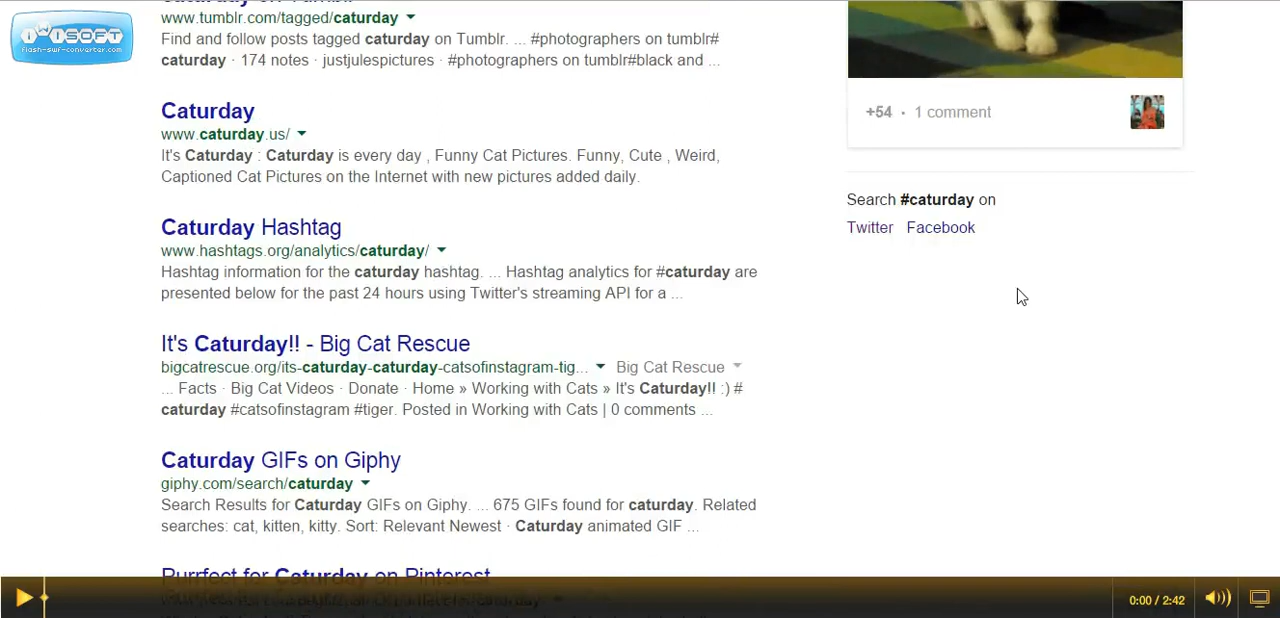 Caturday on Tumblr
www.tumblr.com/tagged/caturday
Find and follow posts tagged caturday on Tumblr. ... #photographers on tumblr#
caturday · 174 notes · justjulespictures · #photographers on tumblr#black and ...
Caturday
www.caturday.us/
It's Caturday : Caturday is every day , Funny Cat Pictures. Funny, Cute , Weird,
Captioned Cat Pictures on the Internet with new pictures added daily.
Caturday Hashtag
www.hashtags.org/analytics/caturday/
Hashtag information for the caturday hashtag. ... Hashtag analytics for #caturday are
presented below for the past 24 hours using Twitter's streaming API for a ...
It's Caturday!! - Big Cat Rescue
bigcatrescue.org/its-caturday-caturday-catsofinstagram-tig... Big Cat Rescue
... Facts · Big Cat Videos · Donate · Home » Working with Cats » It's Caturday!! :) #
caturday #catsofinstagram #tiger. Posted in Working with Cats | 0 comments ...
Caturday GIFs on Giphy
giphy.com/search/caturday
Search Results for Caturday GIFs on Giphy. ... 675 GIFs found for caturday. Related
searches: cat, kitten, kitty. Sort: Relevant Newest · Caturday animated GIF ...
Purrfect for Caturday on Pinterest
+54 · 1 comment
Search #caturday on
Twitter Facebook
iWiSOFT
flash-swf-converter.com
0:00 / 2:42